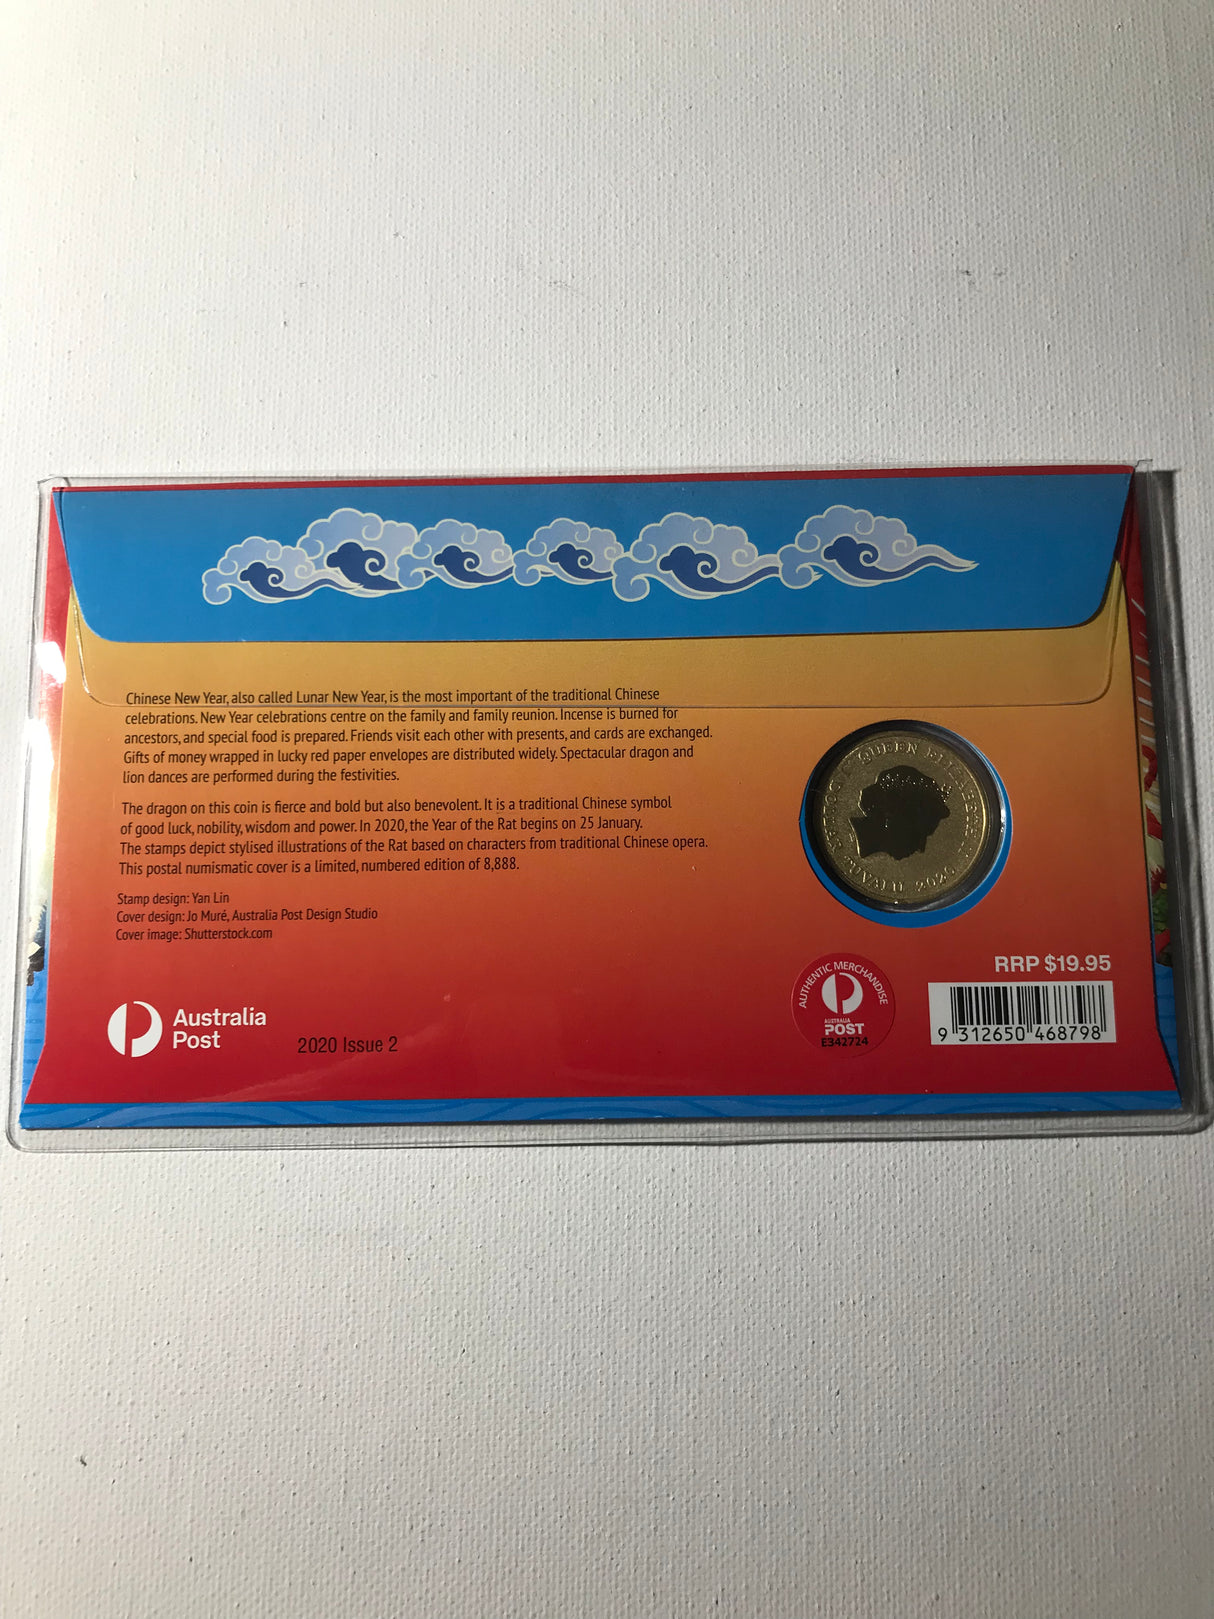 Chinese New Year, also called Lunar New Year, is the most important of the traditional Chinese
celebrations. New Year celebrations centre on the family and family reunion. Incense is burned for
ancestors, and special food is prepared. Friends visit each other with presents, and cards are exchanged.
Gifts of money wrapped in lucky red paper envelopes are distributed widely. Spectacular dragon and
lion dances are performed during the festivities.
The dragon on this coin is fierce and bold but also benevolent. It is a traditional Chinese symbol
of good luck, nobility, wisdom and power. In 2020, the Year of the Rat begins on 25 January.
The stamps depict stylised illustrations of the Rat based on characters from traditional Chinese opera.
This postal numismatic cover is a limited, numbered edition of 8,888.
Stamp design: Yan Lin
Cover design: Jo Muré, Australia Post Design Studio
Cover image: Shutterstock.com
Australia
Post
2020 Issue 2
QUEEN ELIZABETH II 2020
1 DOLLAR
AUTHENTIC MERCHANDISE
AUSTRALIA
POST
E342724
RRP $19.95
9 312650 468798